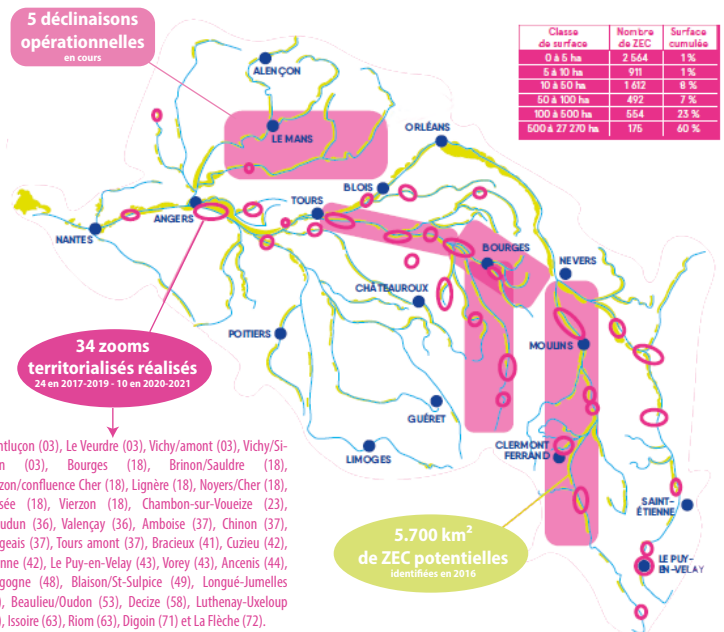 5 déclinaisons
opérationnelles
en cours
Classe de surface Nombre de ZEC Surface cumulée
0 à 5 ha 2 564 1 %
5 à 10 ha 911 1 %
10 à 50 ha 1 612 8 %
50 à 100 ha 492 7 %
100 à 500 ha 554 23 %
500 à 27 270 ha 175 60 %
ALENÇON
LE MANS
ORLÉANS
BLOIS
TOURS
ANGERS
NANTES
BOURGES
NEVERS
CHÂTEAUROUX
POITIERS
MOULINS
GUÉRET
LIMOGES
CLERMONT
FERRAND
SAINT-
ÉTIENNE
LE PUY-
EN-VELAY
34 zooms
territorialisés réalisés
24 en 2017-2019 - 10 en 2020-2021
5.700 km²
de ZEC potentielles
identifiées en 2016
ntluçon (03), Le Veurdre (03), Vichy/amont (03), Vichy/Si-
n (03), Bourges (18), Brinon/Sauldre (18),
zon/confluence Cher (18), Lignère (18), Noyers/Cher (18),
sée (18), Vierzon (18), Chambon-sur-Voueize (23),
udun (36), Valençay (36), Amboise (37), Chinon (37),
geais (37), Tours amont (37), Bracieux (41), Cuzieu (42),
nne (42), Le Puy-en-Velay (43), Vorey (43), Ancenis (44),
gogne (48), Blaison/St-Sulpice (49), Longué-Jumelles
), Beaulieu/Oudon (53), Decize (58), Luthenay-Uxeloup
), Issoire (63), Riom (63), Digoin (71) et La Flèche (72).